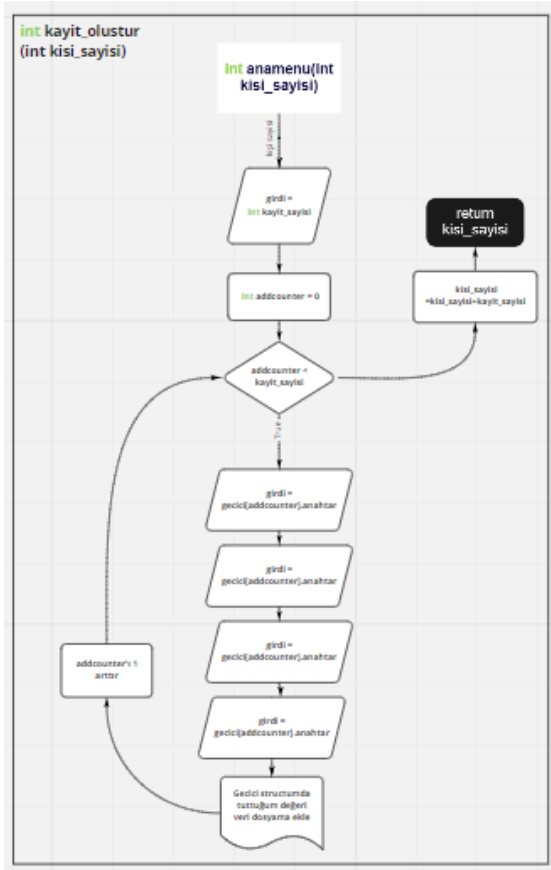 int kayit_olustur
(int kisi_sayisi)
int anamenu(int
kisi_sayisi)
kişi sayisi
girdi =
int kayit_sayisi
int addcounter = 0
addcounter <
kayit_sayisi
True
return
kisi_sayisi
kisi_sayisi
=kisi_sayisi+kayit_sayisi
girdi =
gecici[addcounter].anahtar
girdi =
gecici[addcounter].anahtar
girdi =
gecici[addcounter].anahtar
girdi =
gecici[addcounter].anahtar
addcounter'ı 1
arttır
Gecici structumda
tuttuğum değeri
veri dosyama ekle